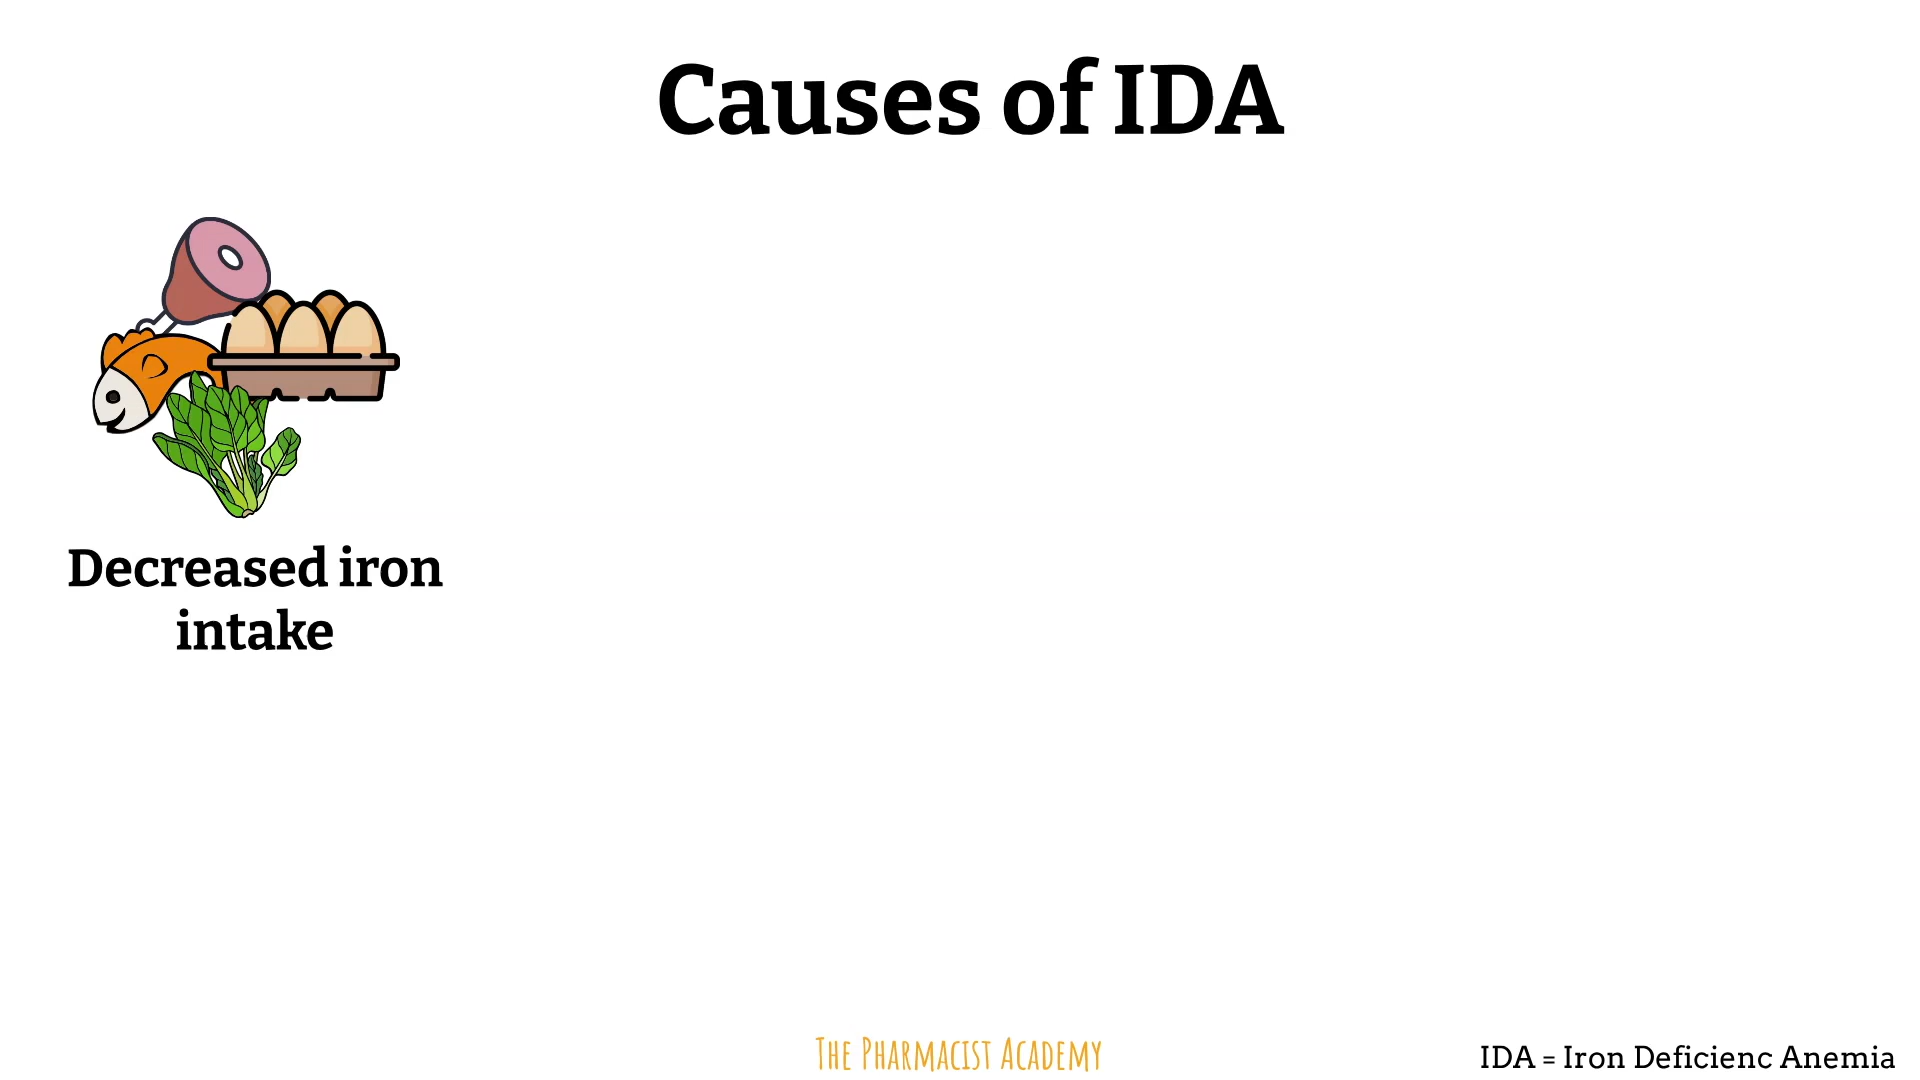 Causes of IDA
Decreased iron
intake
The Pharmacist Academy
IDA = Iron Deficienc Anemia